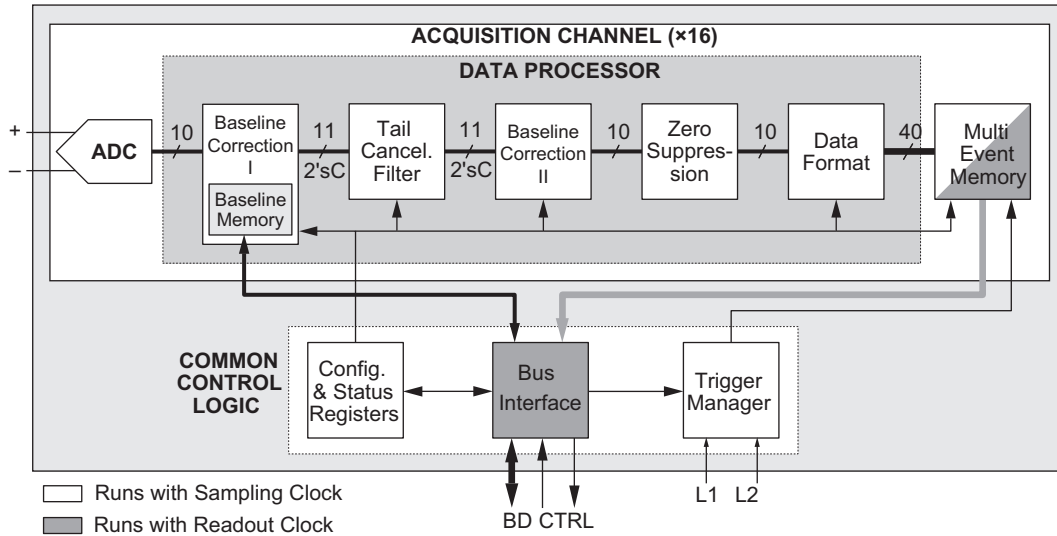 ACQUISITION CHANNEL (×16)
DATA PROCESSOR
+
–
ADC
10
Baseline
Correction
I
Baseline
Memory
11
2'sC
Tail
Cancel.
Filter
11
2'sC
Baseline
Correction
II
10
Zero
Suppres-
sion
10
Data
Format
40
Multi
Event
Memory
COMMON
CONTROL
LOGIC
Config.
& Status
Registers
Bus
Interface
Trigger
Manager
BD CTRL
L1 L2
Runs with Sampling Clock
Runs with Readout Clock